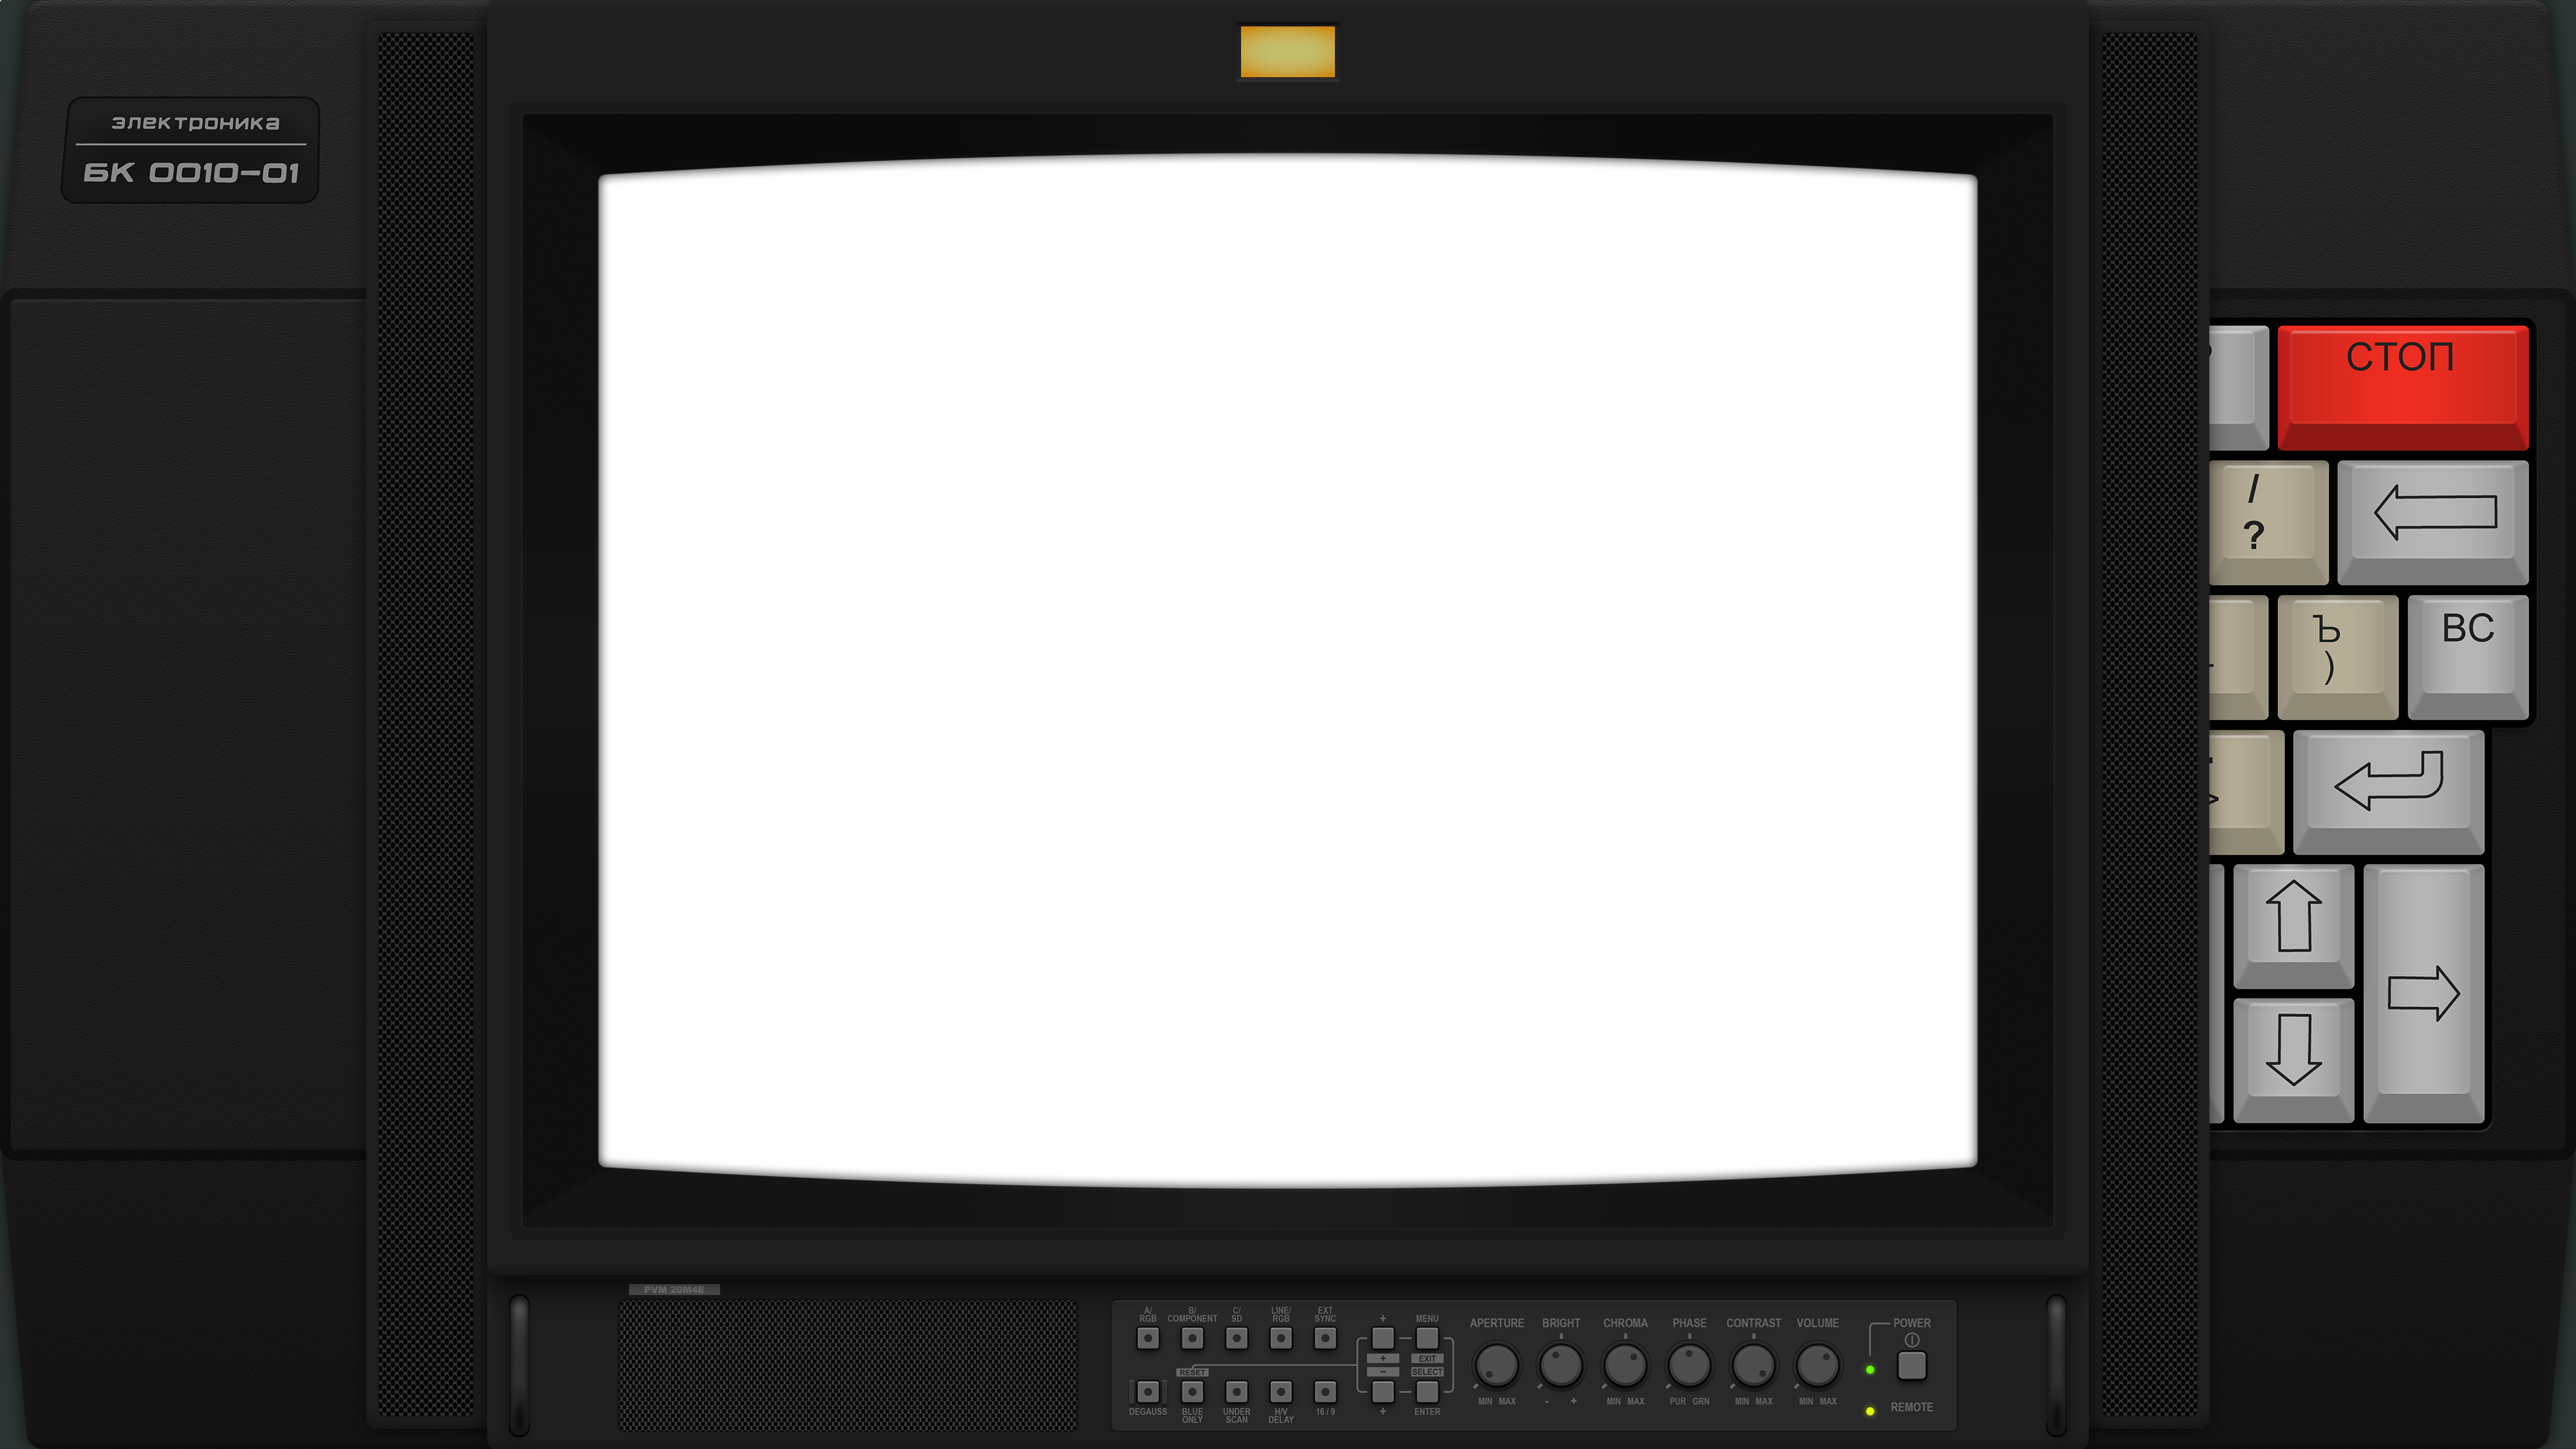 электроника
БК 0010-01
СТОП
/
?
Ъ
)
ВС
>
PVM 20M4E
A/ RGB
B/ COMPONENT
C/ SD
LINE/ RGB
EXT SYNC
+
MENU
+
EXIT
RESET
−
SELECT
DEGAUSS
BLUE ONLY
UNDER SCAN
H/V DELAY
16 / 9
+
ENTER
APERTURE
BRIGHT
CHROMA
PHASE
CONTRAST
VOLUME
MIN MAX
- +
MIN MAX
PUR GRN
MIN MAX
MIN MAX
POWER
REMOTE